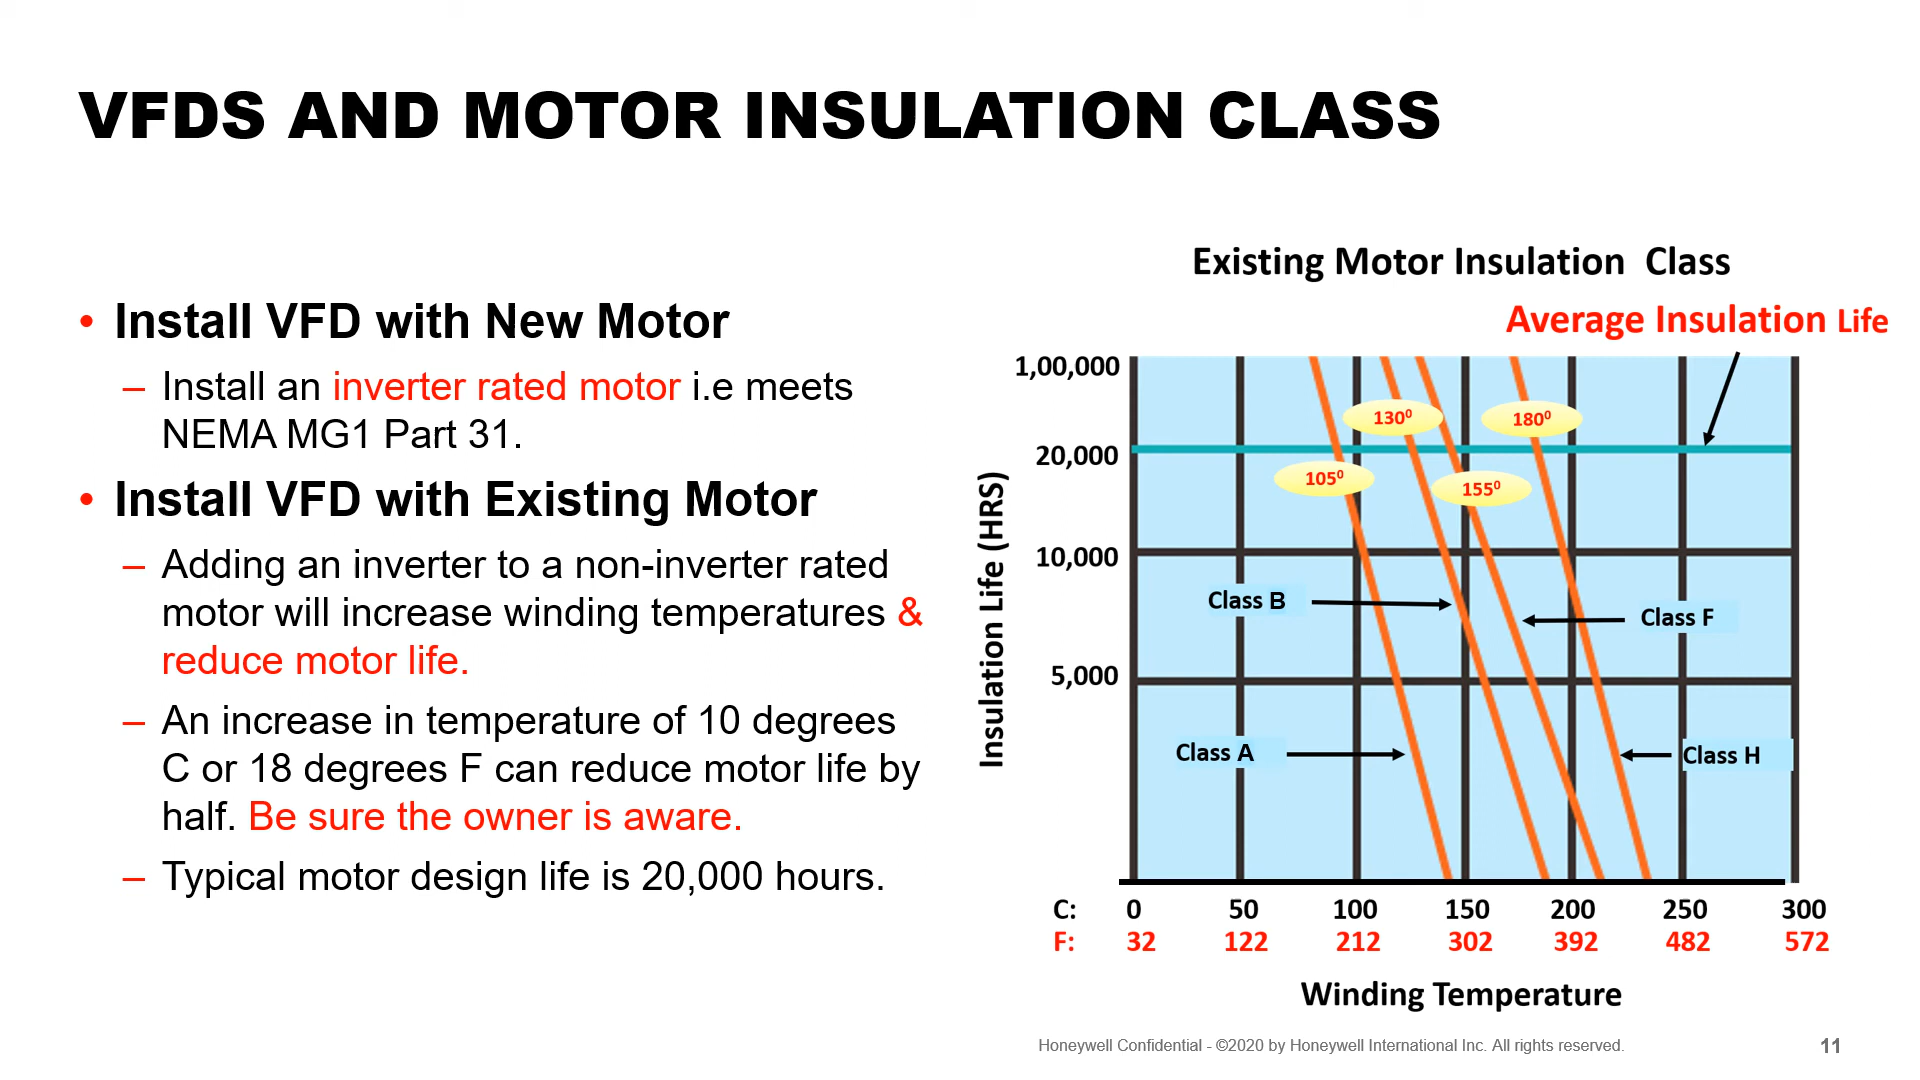 VFDS AND MOTOR INSULATION CLASS
• Install VFD with New Motor
– Install an inverter rated motor i.e meets
NEMA MG1 Part 31.
• Install VFD with Existing Motor
– Adding an inverter to a non-inverter rated
motor will increase winding temperatures &
reduce motor life.
– An increase in temperature of 10 degrees
C or 18 degrees F can reduce motor life by
half. Be sure the owner is aware.
– Typical motor design life is 20,000 hours.
Existing Motor Insulation Class
Average Insulation Life
Insulation Life (HRS)
1,00,000
20,000
10,000
5,000
130⁰
180⁰
105⁰
155⁰
Class B
Class F
Class A
Class H
C: 0 50 100 150 200 250 300
F: 32 122 212 302 392 482 572
Winding Temperature
Honeywell Confidential - ©2020 by Honeywell International Inc. All rights reserved.
11